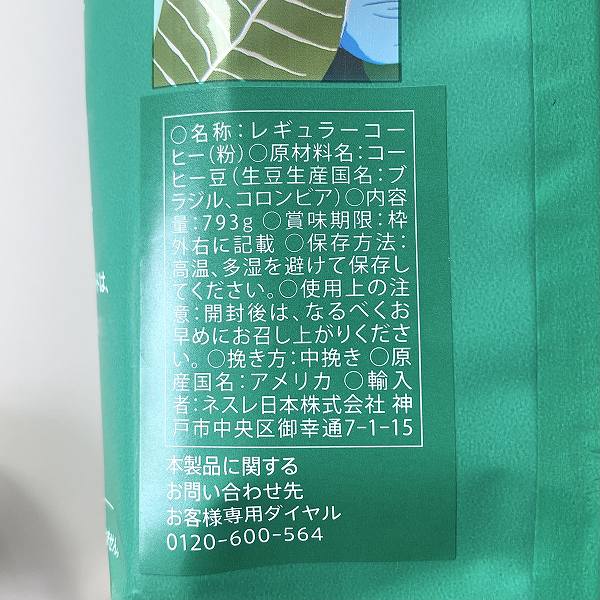 ○名称:レギュラーコー
ヒー(粉)○原材料名:コー
ヒー豆(生豆生産国名:ブ
ラジル、コロンビア)○内容
量:793g ○賞味期限:枠
外右に記載 ○保存方法:
高温、多湿を避けて保存し
てください。○使用上の注
意:開封後は、なるべくお
早めにお召し上がりくださ
い。○挽き方:中挽き ○原
産国名:アメリカ ○輸入
者:ネスレ日本株式会社 神
戸市中央区御幸通7-1-15
本製品に関する
お問い合わせ先
お客様専用ダイヤル
0120-600-564